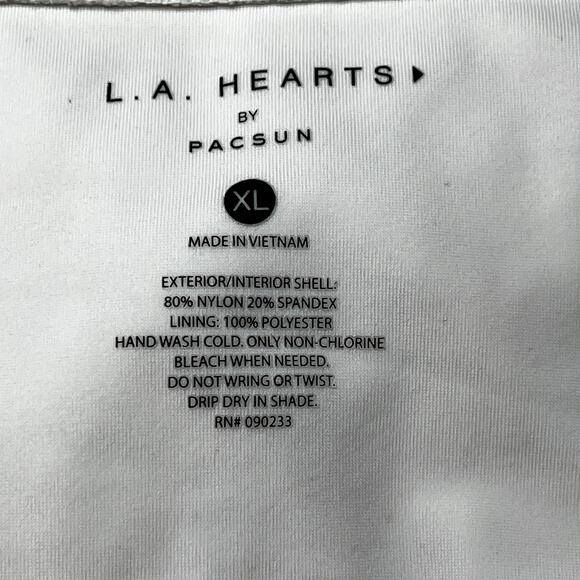 L.A. HEARTS ▶
BY
PACSUN
XL
MADE IN VIETNAM
EXTERIOR/INTERIOR SHELL:
80% NYLON 20% SPANDEX
LINING: 100% POLYESTER
HAND WASH COLD. ONLY NON-CHLORINE
BLEACH WHEN NEEDED.
DO NOT WRING OR TWIST.
DRIP DRY IN SHADE.
RN# 090233